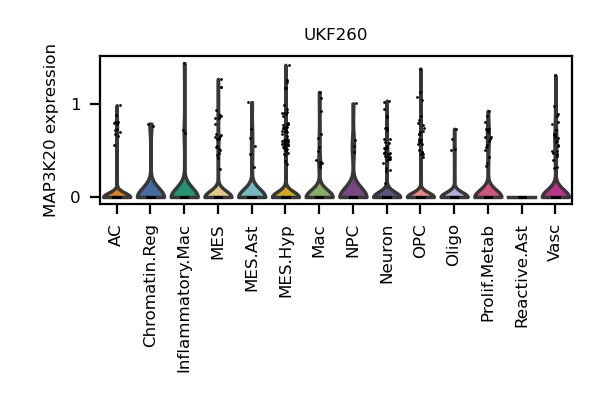 UKF260
MAP3K20 expression
1
0
AC
Chromatin.Reg
Inflammatory.Mac
MES
MES.Ast
MES.Hyp
Mac
NPC
Neuron
OPC
Oligo
Prolif.Metab
Reactive.Ast
Vasc